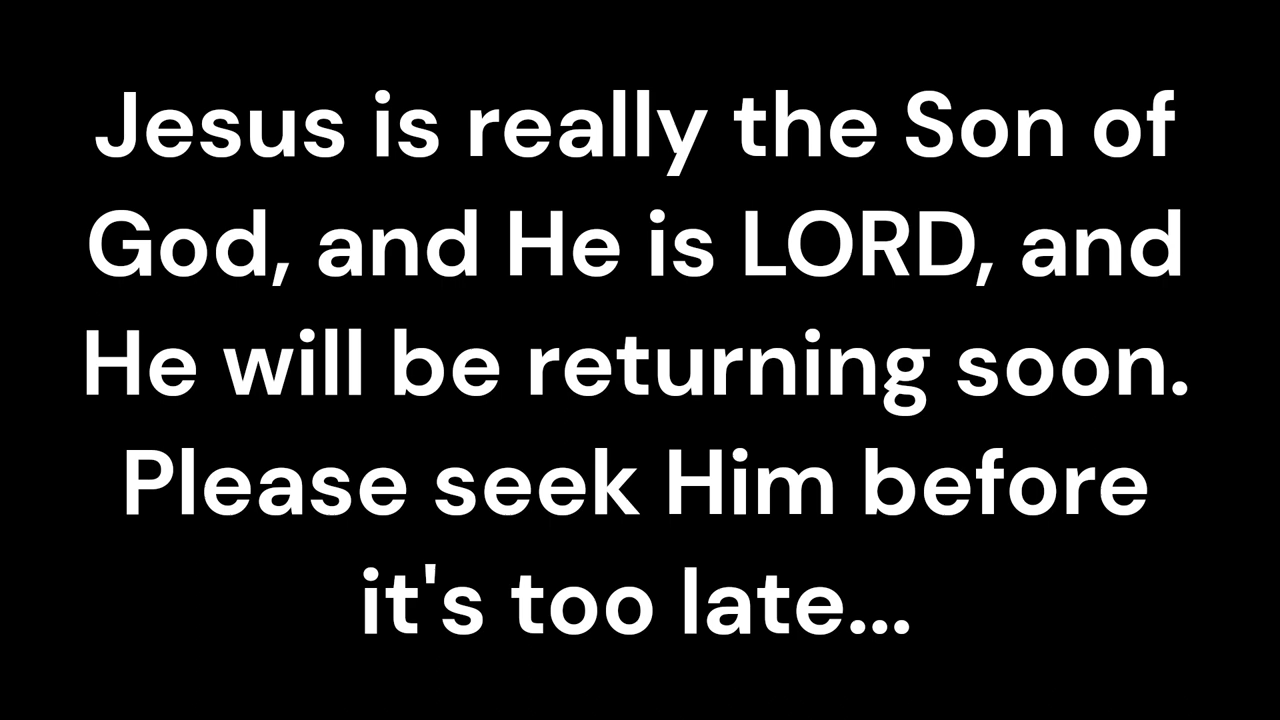 Jesus is really the Son of
God, and He is LORD, and
He will be returning soon.
Please seek Him before
it's too late...